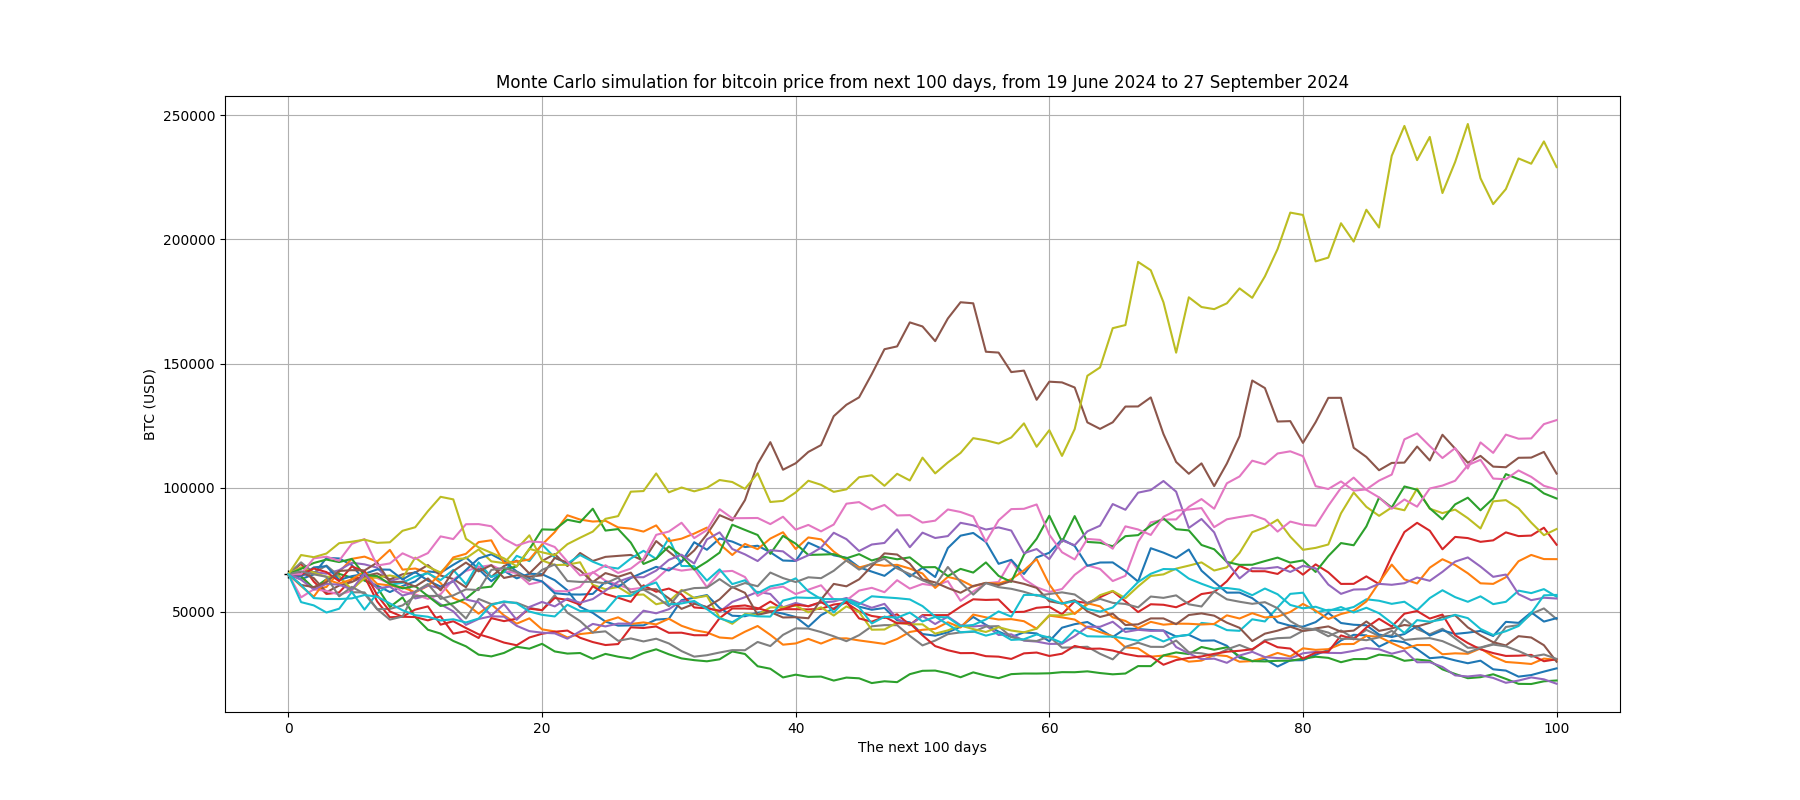 Monte Carlo simulation for bitcoin price from next 100 days, from 19 June 2024 to 27 September 2024
250000
200000
150000
100000
50000
BTC (USD)
0 20 40 60 80 100
The next 100 days